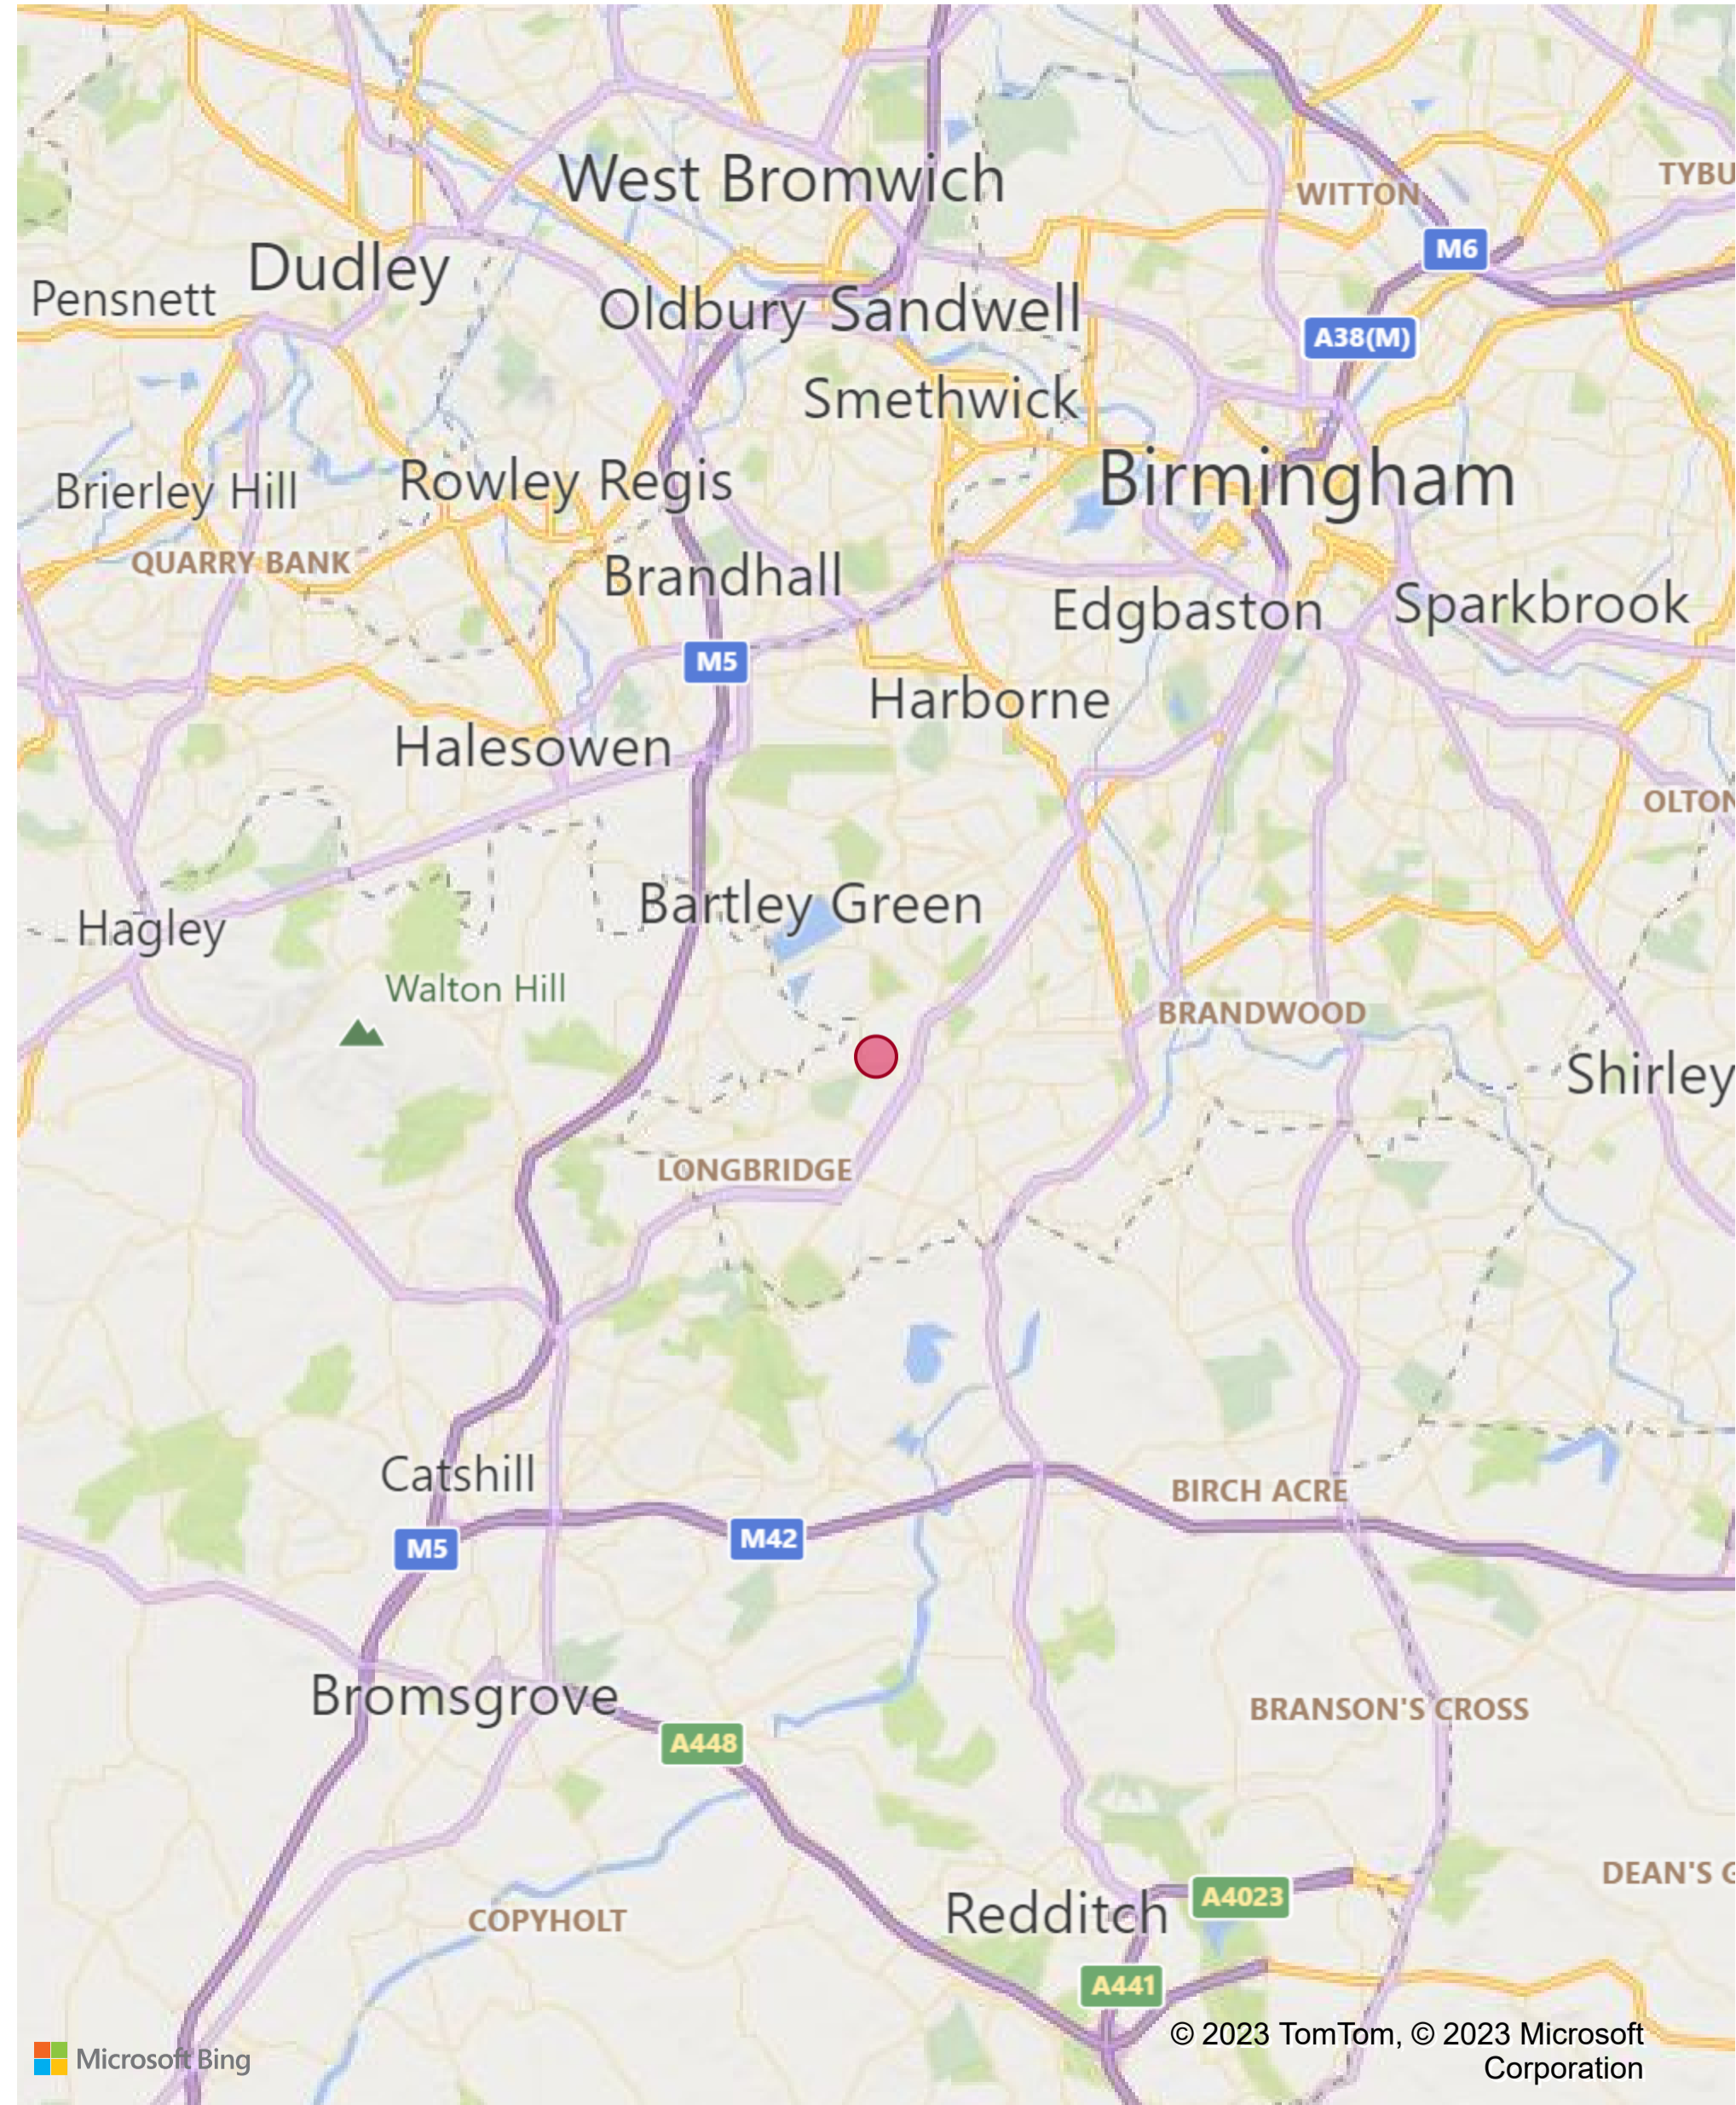 West Bromwich
WITTON
TYBU
M6
Dudley
Pensnett
Oldbury
Sandwell
A38(M)
Smethwick
Brierley Hill
Rowley Regis
Birmingham
QUARRY BANK
Brandhall
Edgbaston
Sparkbrook
M5
Harborne
Halesowen
OLTON
Bartley Green
Hagley
Walton Hill
BRANDWOOD
Shirley
LONGBRIDGE
Catshill
BIRCH ACRE
M5
M42
Bromsgrove
BRANSON'S CROSS
A448
DEAN'S G
Redditch
A4023
COPYHOLT
A441
© 2023 TomTom, © 2023 Microsoft
Corporation
Microsoft Bing